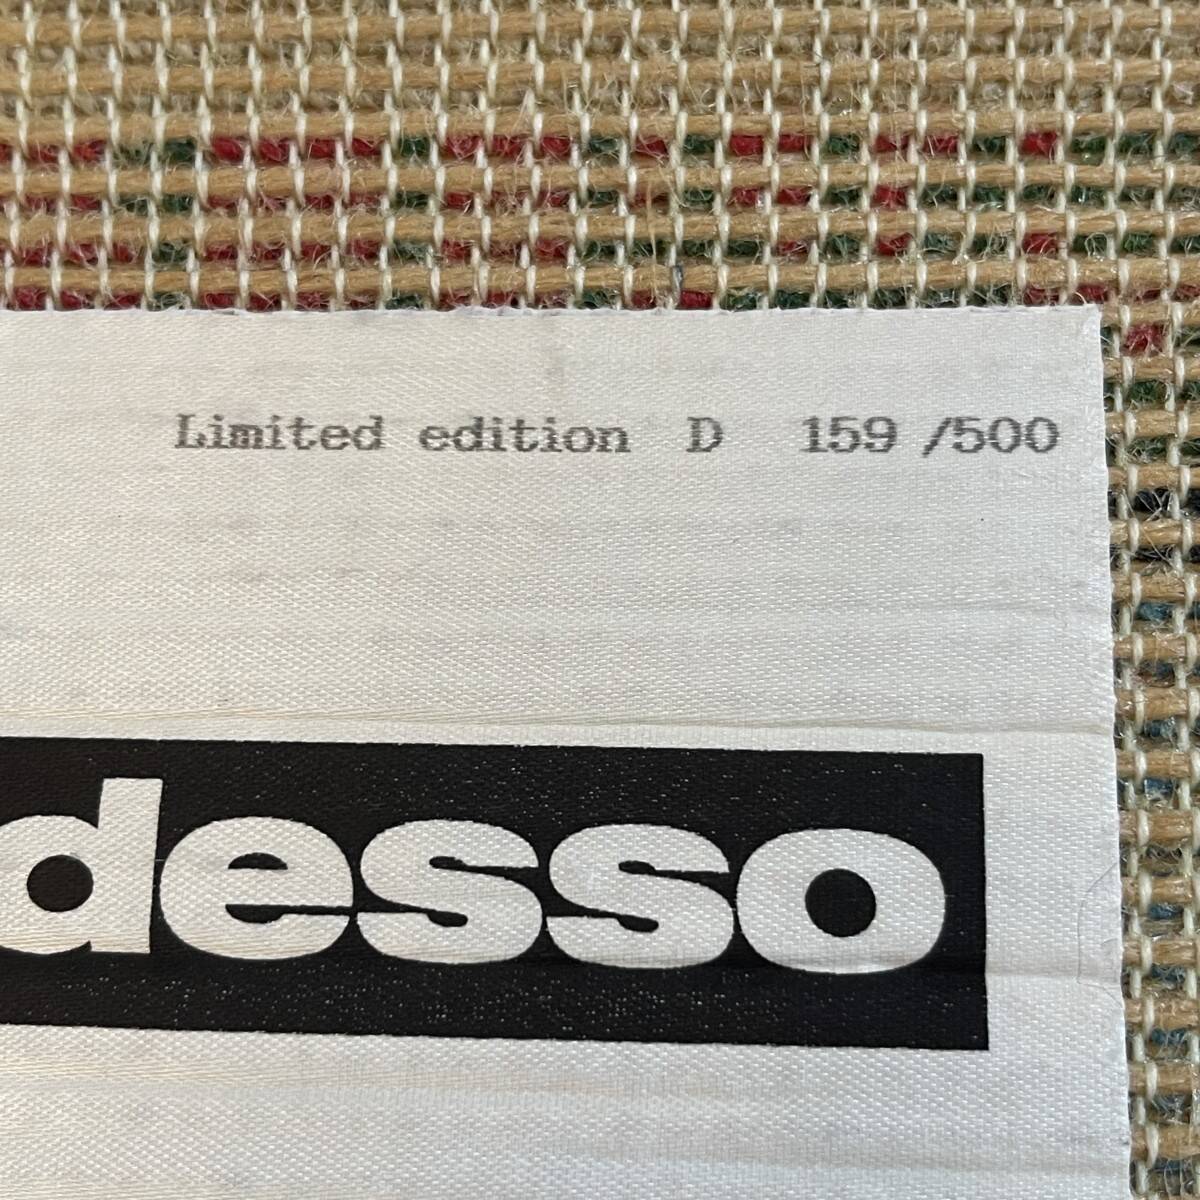 Limited edition D 159 /500
desso